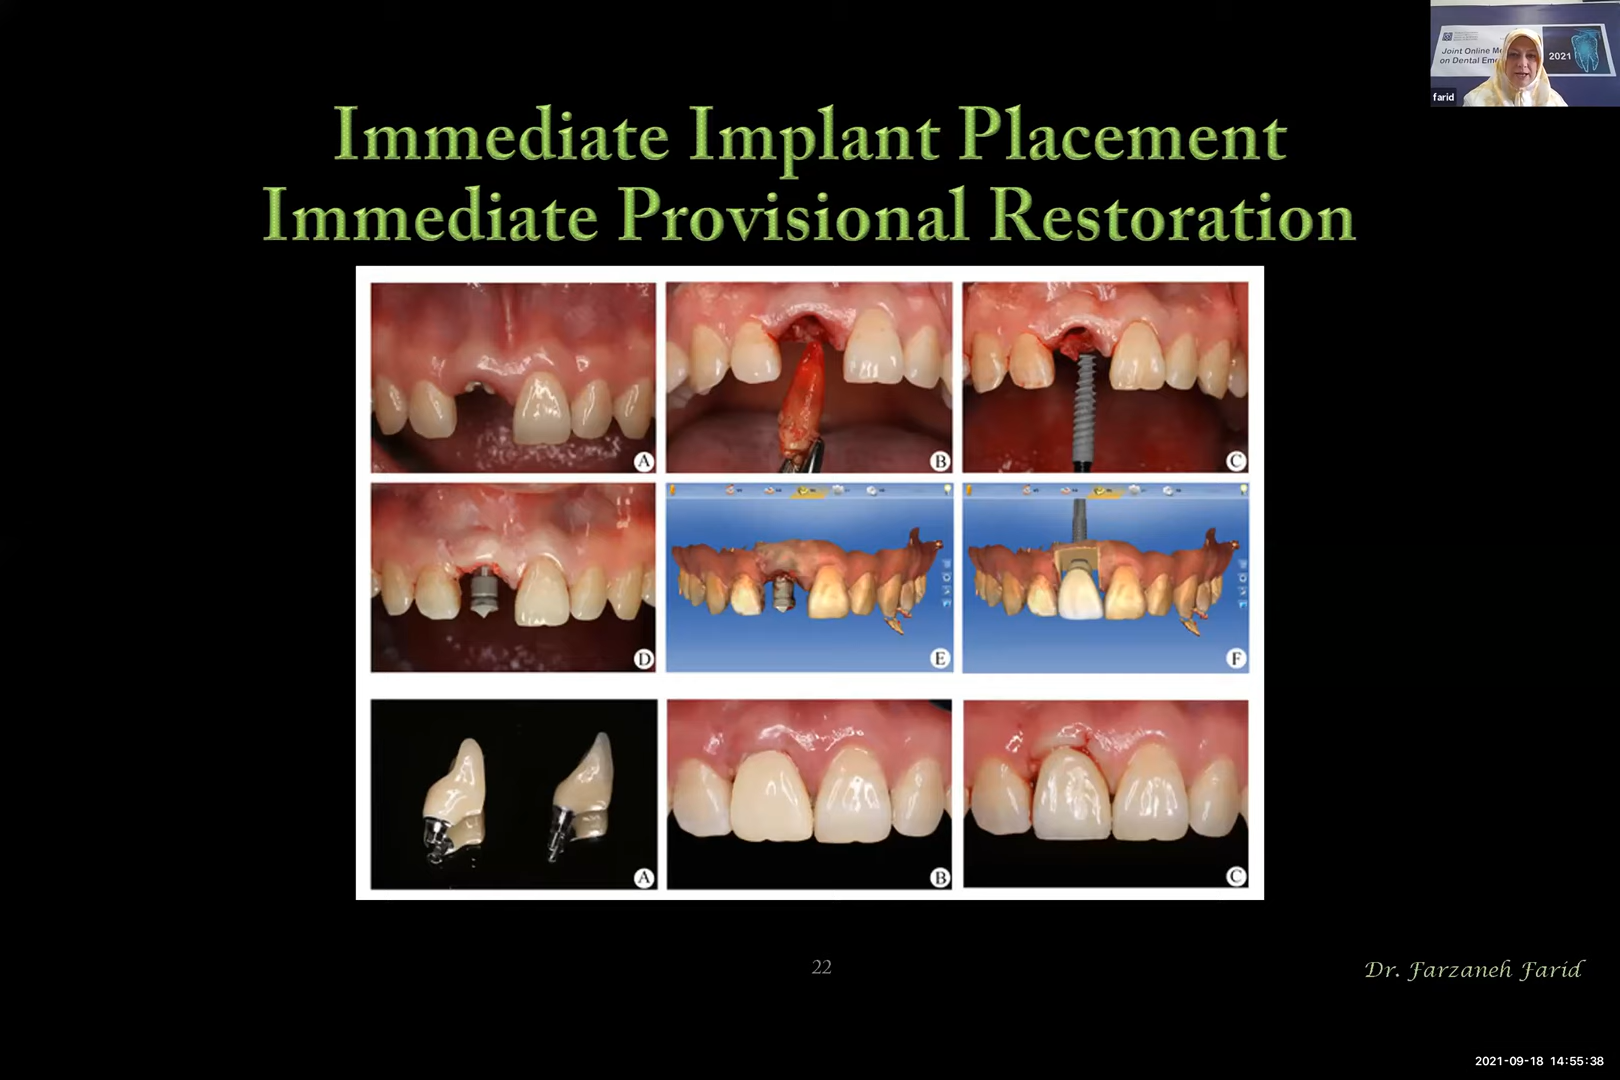 Joint Online Me
on Dental Eme
2021
farid
Immediate Implant Placement
Immediate Provisional Restoration
A
B
C
D
E
F
A
B
C
22
Dr. Farzaneh Farid
2021-09-18 14:55:38